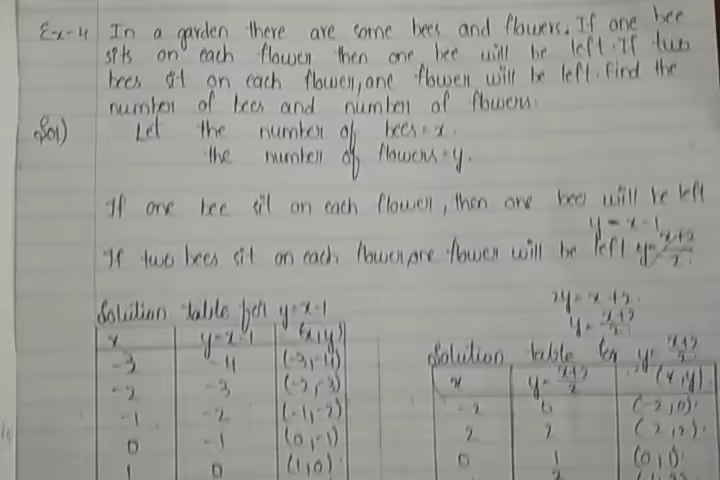 Ex-4 In a garden there are some bees and flowers. If one bee
sits on each flower then one bee will be left. If two
bees sit on each flower, one flower will be left. Find the
number of bees and number of flowers.
Sol) Let the number of bees = x.
the number of flowers = y.
If one bee sit on each flower, then one bees will be left
y = x - 1
If two bees sit on each flower, one flower will be left y = x+2/2
2y = x + 2
y = x+2/2
Solution table for y = x - 1
x y = x - 1 (x, y)
-3 -4 (-3, -4)
-2 -3 (-2, -3)
-1 -2 (-1, -2)
0 -1 (0, -1)
1 0 (1, 0)
Solution table for y = x+2/2
x y = x+2/2 (x, y)
-2 0 (-2, 0)
2 2 (2, 2)
0 1 (0, 1)